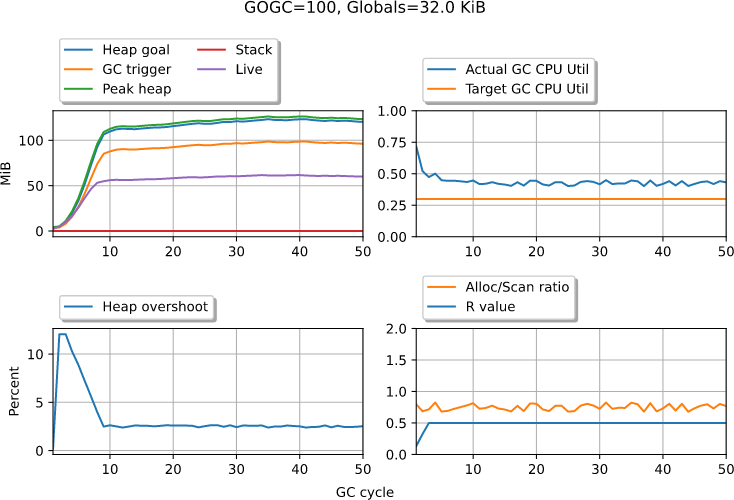 GOGC=100, Globals=32.0 KiB
Heap goal
GC trigger
Peak heap
Stack
Live
MiB
100
50
0
10 20 30 40 50
Actual GC CPU Util
Target GC CPU Util
1.00
0.75
0.50
0.25
0.00
10 20 30 40 50
Heap overshoot
Percent
10
5
0
10 20 30 40 50
Alloc/Scan ratio
R value
2.0
1.5
1.0
0.5
0.0
10 20 30 40 50
GC cycle